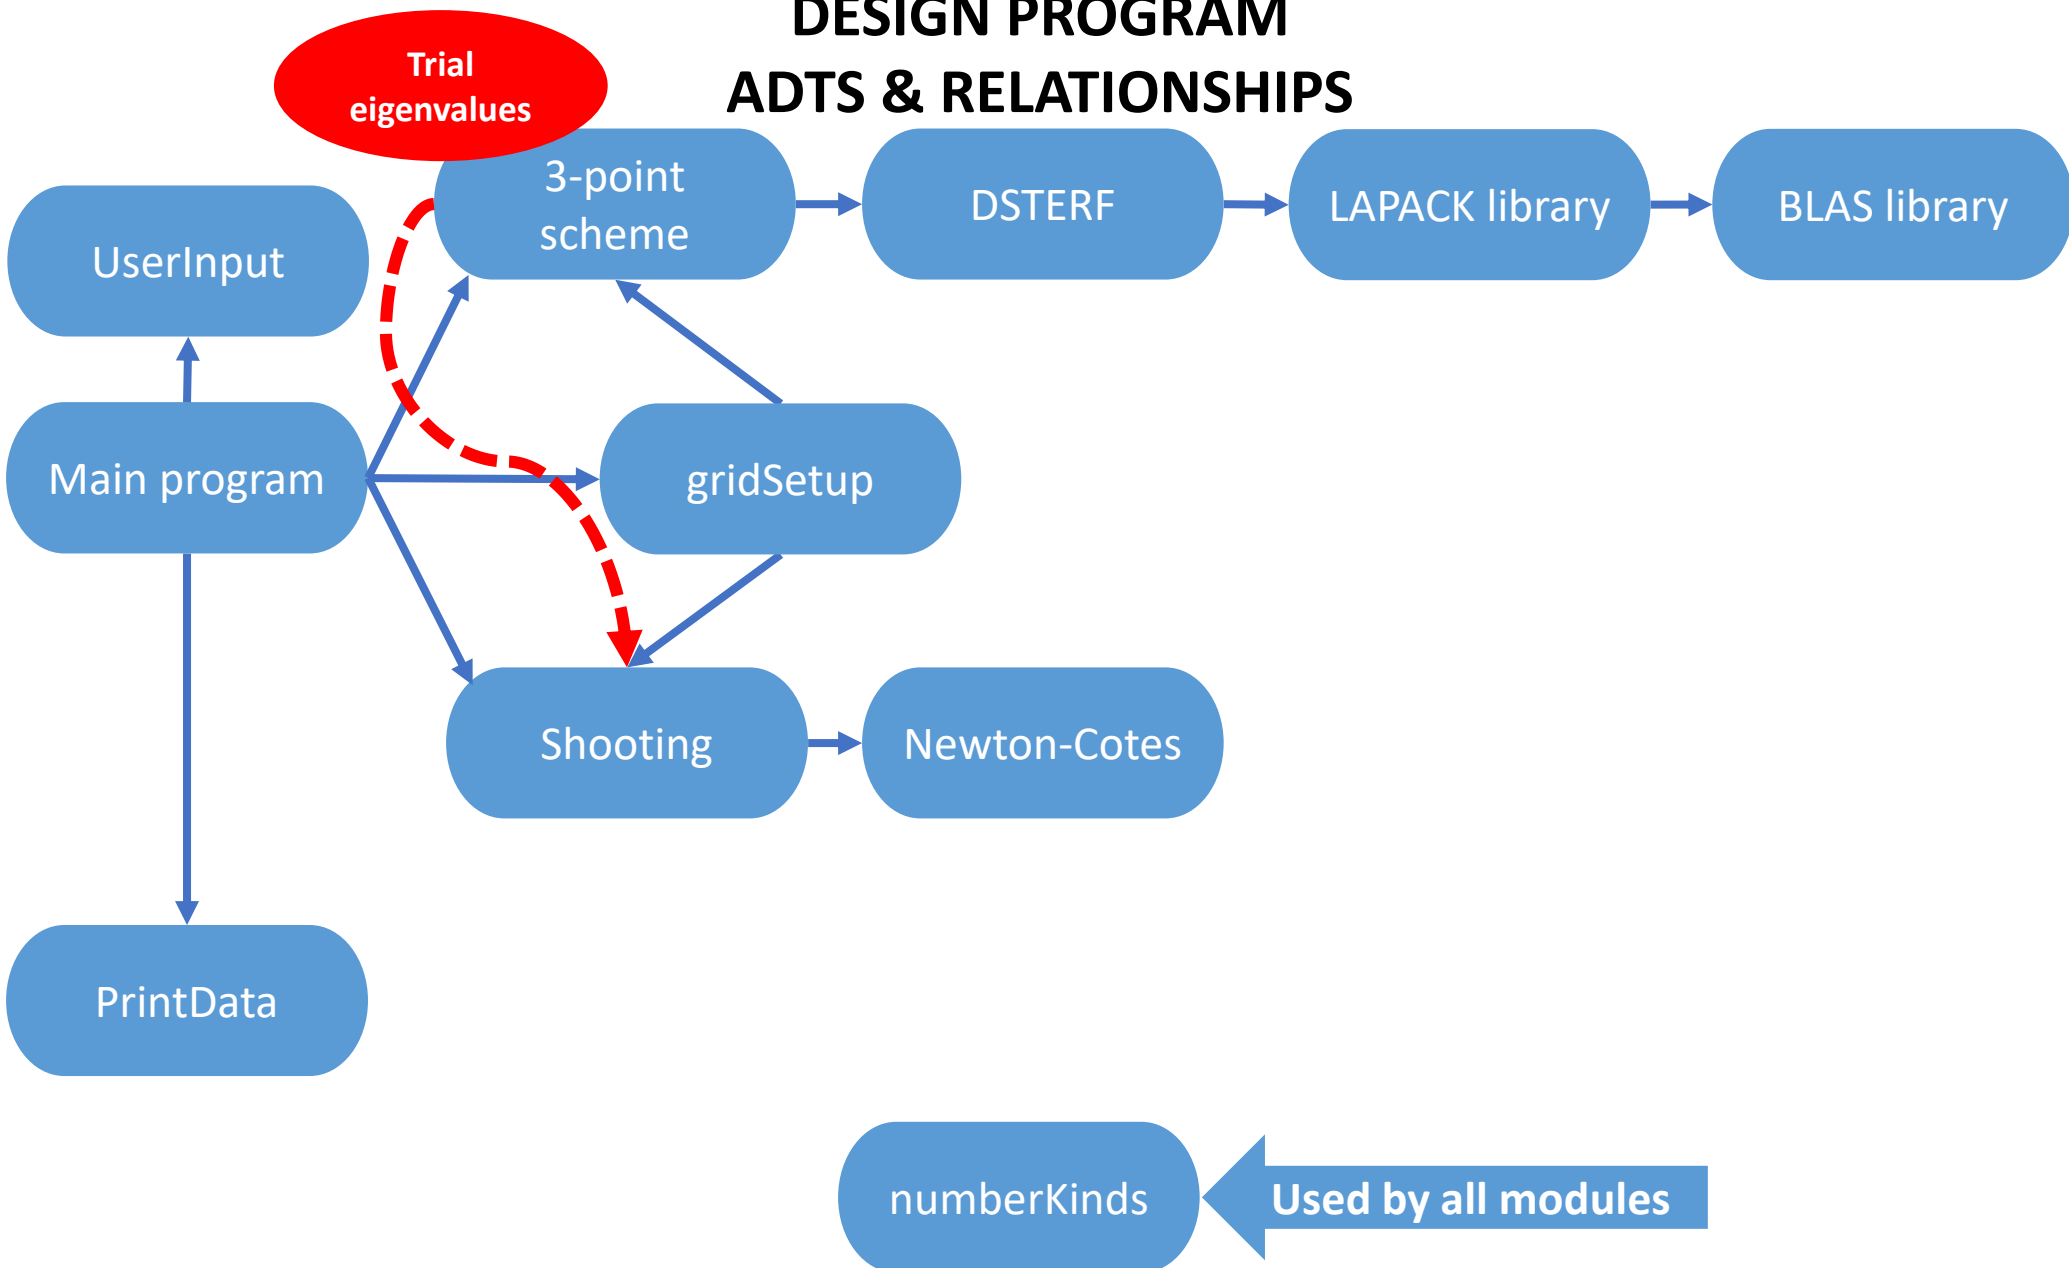 DESIGN PROGRAM
ADTS & RELATIONSHIPS
Trial
eigenvalues
3-point
scheme
DSTERF
LAPACK library
BLAS library
UserInput
Main program
gridSetup
Shooting
Newton-Cotes
PrintData
numberKinds
Used by all modules